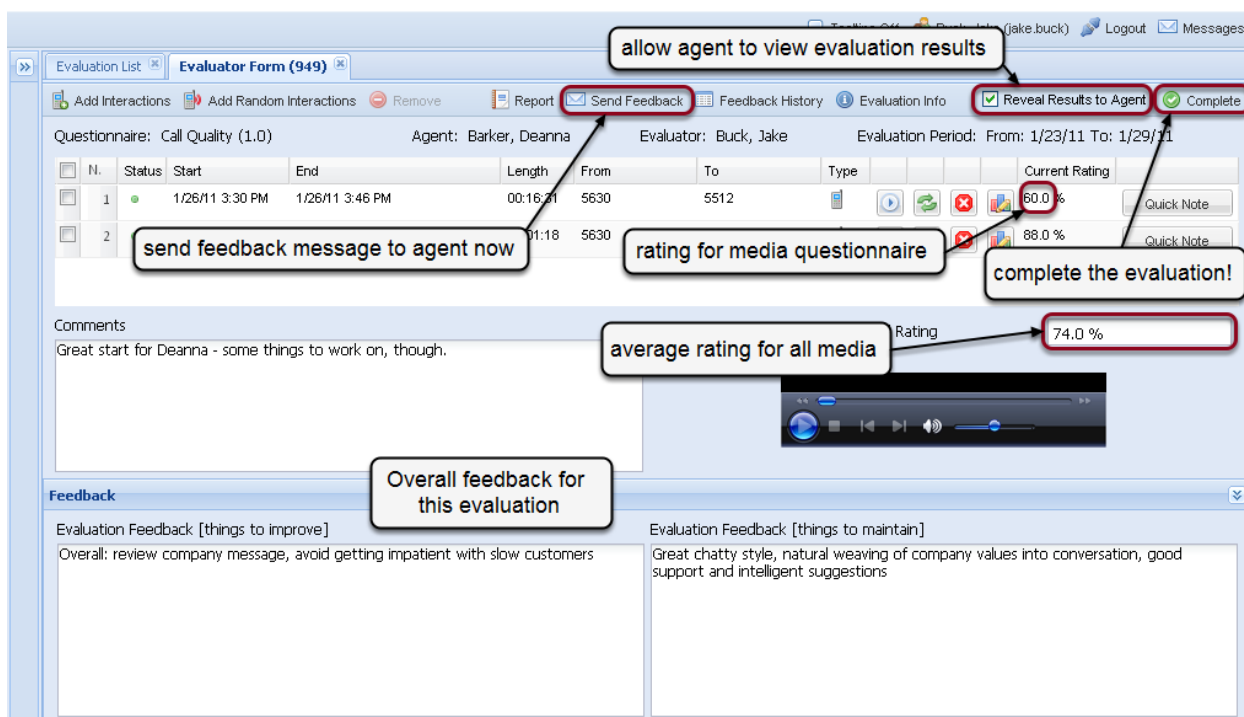 (jake.buck) Logout Messages
allow agent to view evaluation results
Evaluation List Evaluator Form (949)
Add Interactions Add Random Interactions Remove Report Send Feedback Feedback History Evaluation Info Reveal Results to Agent Complete
Questionnaire: Call Quality (1.0) Agent: Barker, Deanna Evaluator: Buck, Jake Evaluation Period: From: 1/23/11 To: 1/29/11
N. Status Start End Length From To Type Current Rating
1 1/26/11 3:30 PM 1/26/11 3:46 PM 00:16:31 5630 5512 60.0 % Quick Note
2 01:18 5630 88.0 % Quick Note
send feedback message to agent now
rating for media questionnaire
complete the evaluation!
Comments
Rating 74.0 %
Great start for Deanna - some things to work on, though.
average rating for all media
Overall feedback for
this evaluation
Feedback
Evaluation Feedback [things to improve] Evaluation Feedback [things to maintain]
Overall: review company message, avoid getting impatient with slow customers
Great chatty style, natural weaving of company values into conversation, good
support and intelligent suggestions